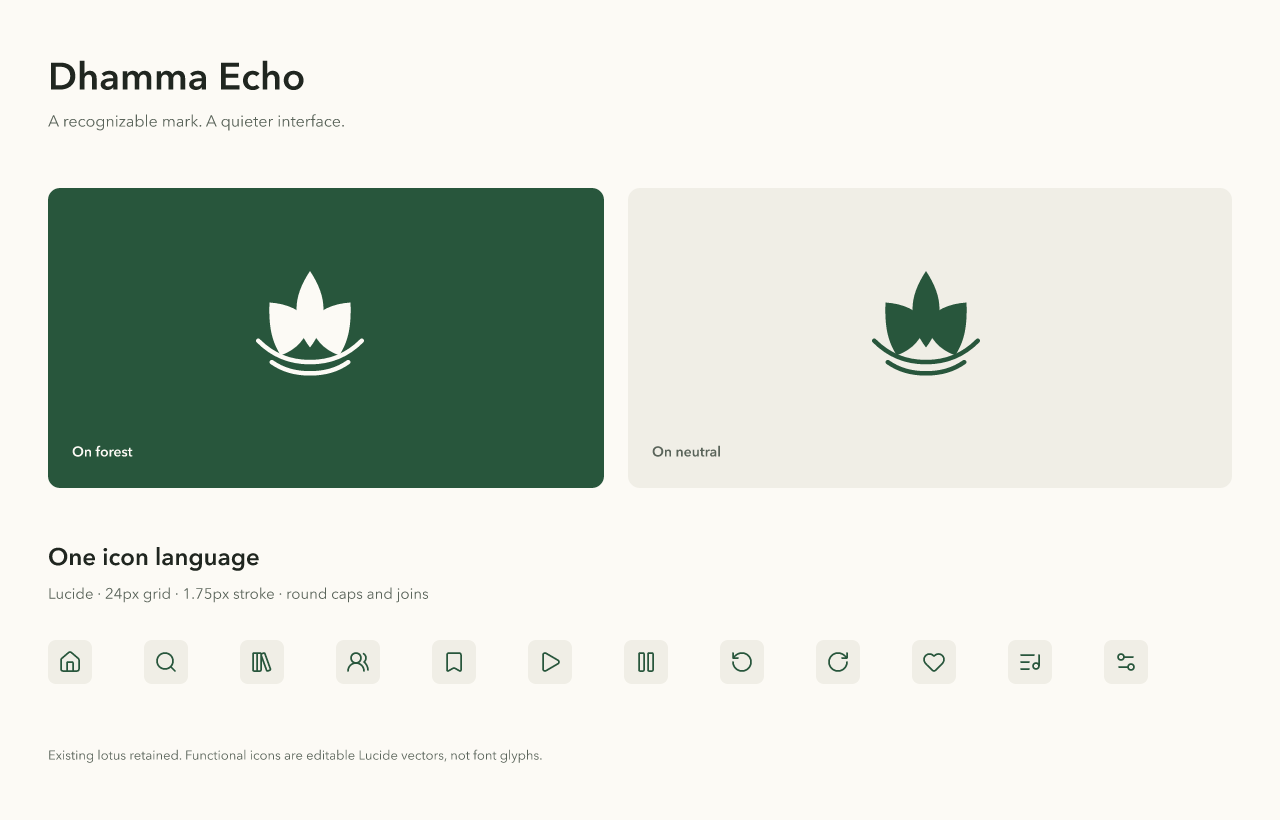 Dhamma Echo
A recognizable mark. A quieter interface.
On forest
On neutral
One icon language
Lucide · 24px grid · 1.75px stroke · round caps and joins
Existing lotus retained. Functional icons are editable Lucide vectors, not font glyphs.